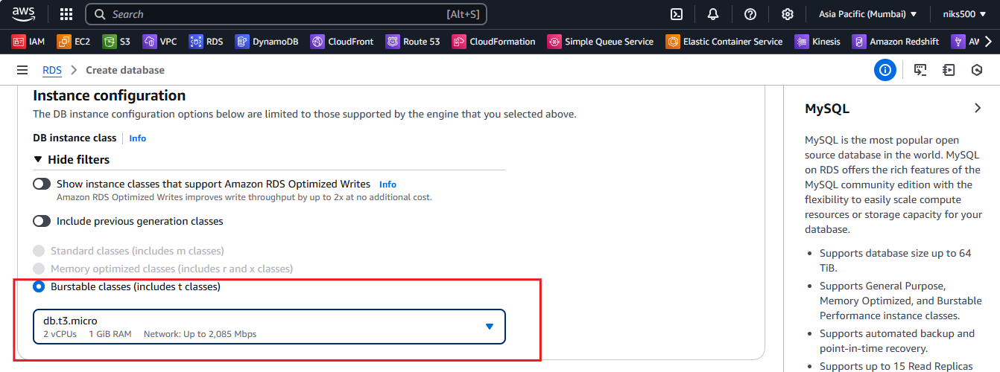 aws
Search [Alt+S]
Asia Pacific (Mumbai) niks500
IAM EC2 S3 VPC RDS DynamoDB CloudFront Route 53 CloudFormation Simple Queue Service Elastic Container Service Kinesis Amazon Redshift AW
RDS Create database
Instance configuration
The DB instance configuration options below are limited to those supported by the engine that you selected above.
DB instance class Info
Hide filters
Show instance classes that support Amazon RDS Optimized Writes Info
Amazon RDS Optimized Writes improves write throughput by up to 2x at no additional cost.
Include previous generation classes
Standard classes (includes m classes)
Memory optimized classes (includes r and x classes)
Burstable classes (includes t classes)
db.t3.micro
2 vCPUs 1 GiB RAM Network: Up to 2,085 Mbps
MySQL
MySQL is the most popular open
source database in the world. MySQL
on RDS offers the rich features of the
MySQL community edition with the
flexibility to easily scale compute
resources or storage capacity for your
database.
• Supports database size up to 64
TiB.
• Supports General Purpose,
Memory Optimized, and Burstable
Performance instance classes.
• Supports automated backup and
point-in-time recovery.
• Supports up to 15 Read Replicas